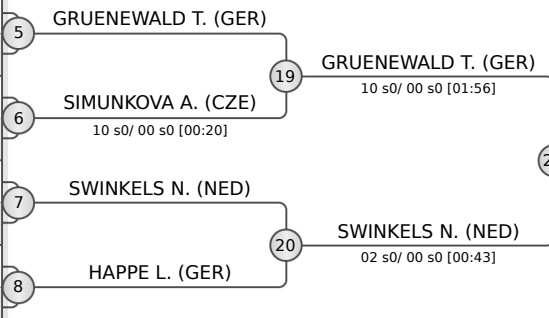 5
GRUENEWALD T. (GER)
19
GRUENEWALD T. (GER)
10 s0/ 00 s0 [01:56]
6
SIMUNKOVA A. (CZE)
10 s0/ 00 s0 [00:20]
7
SWINKELS N. (NED)
20
SWINKELS N. (NED)
02 s0/ 00 s0 [00:43]
8
HAPPE L. (GER)